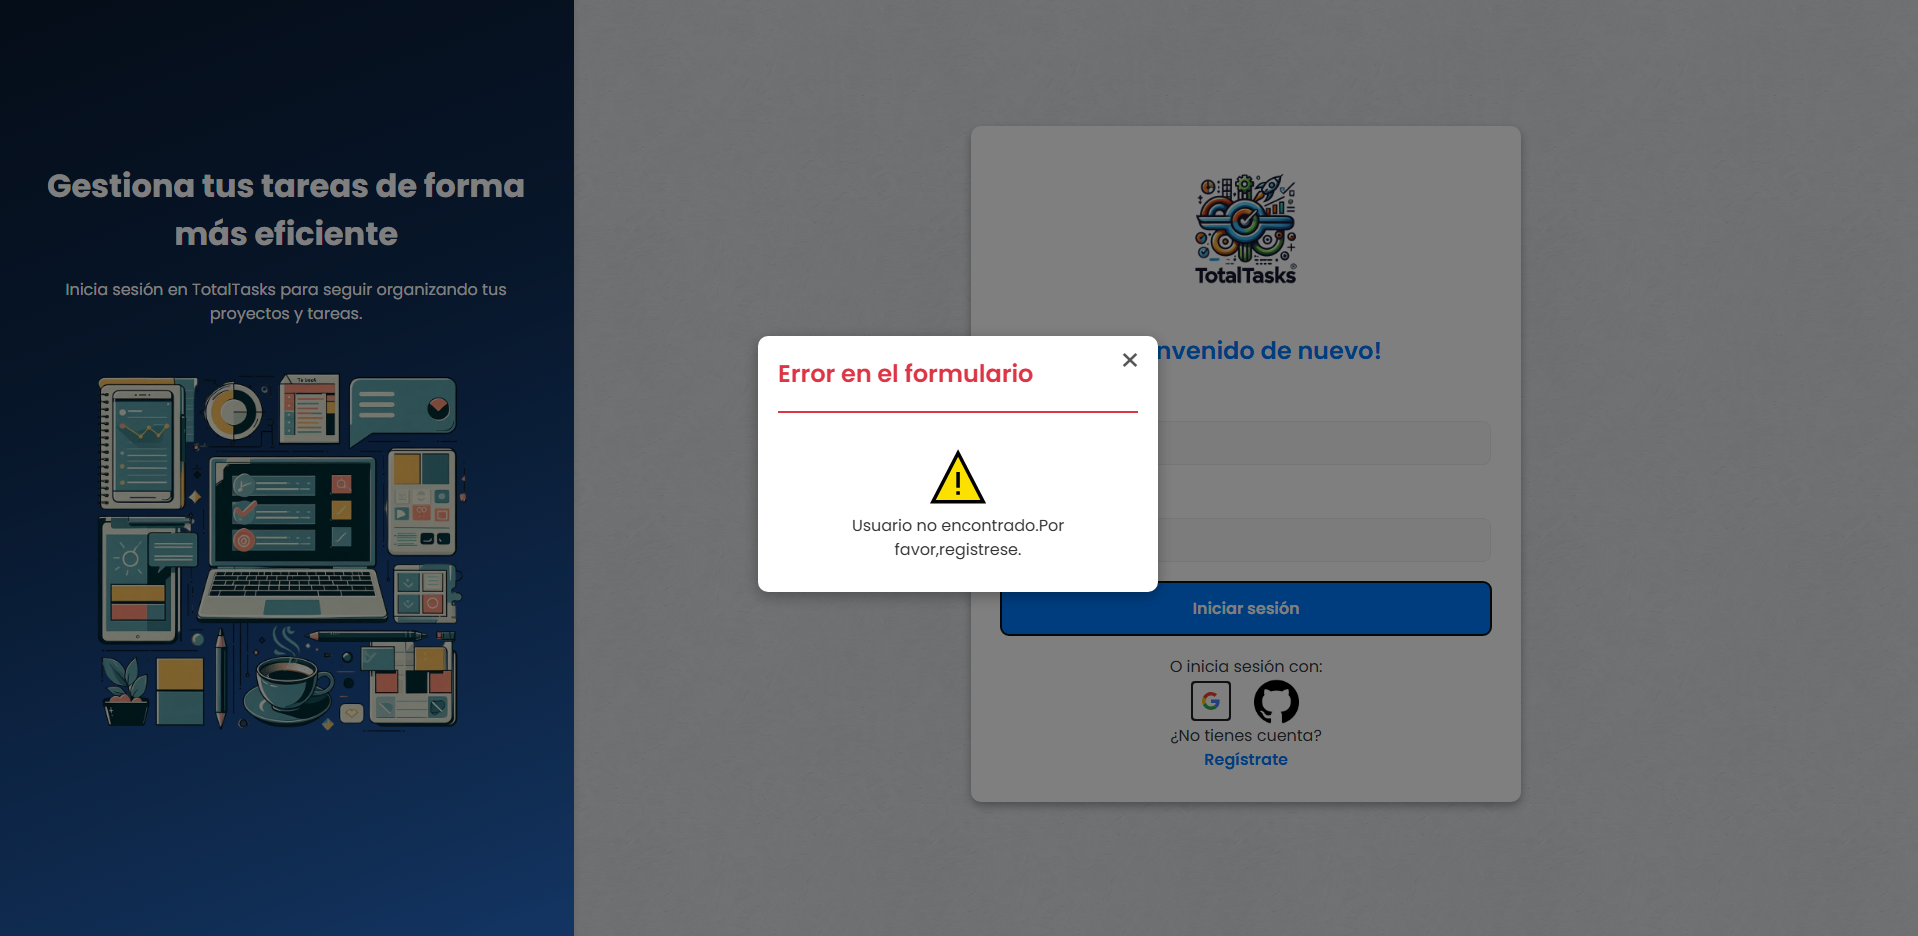 Gestiona tus tareas de forma
más eficiente
Inicia sesión en TotalTasks para seguir organizando tus
proyectos y tareas.
TotalTasks®
nvenido de nuevo!
Error en el formulario
Usuario no encontrado.Por
favor,registrese.
Iniciar sesión
O inicia sesión con:
¿No tienes cuenta?
Regístrate